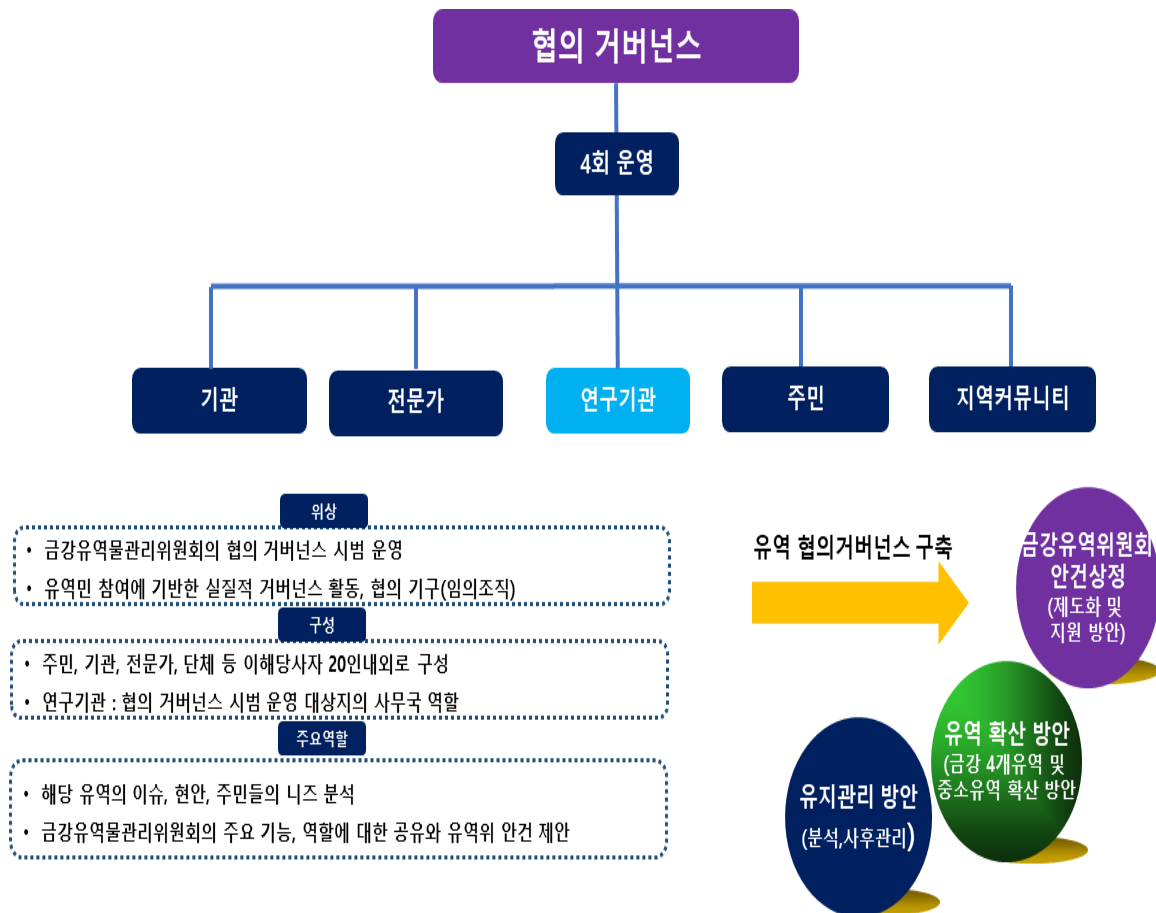 협의 거버넌스
4회 운영
기관
전문가
연구기관
주민
지역커뮤니티
위상
• 금강유역물관리위원회의 협의 거버넌스 시범 운영
• 유역민 참여에 기반한 실질적 거버넌스 활동, 협의 기구(임의조직)
구성
• 주민, 기관, 전문가, 단체 등 이해당사자 20인내외로 구성
• 연구기관 : 협의 거버넌스 시범 운영 대상지의 사무국 역할
주요역할
• 해당 유역의 이슈, 현안, 주민들의 니즈 분석
• 금강유역물관리위원회의 주요 기능, 역할에 대한 공유와 유역위 안건 제안
유역 협의거버넌스 구축
금강유역위원회
안건상정
(제도화 및
지원 방안)
유역 확산 방안
(금강 4개유역 및
중소유역 확산 방안)
유지관리 방안
(분석,사후관리)